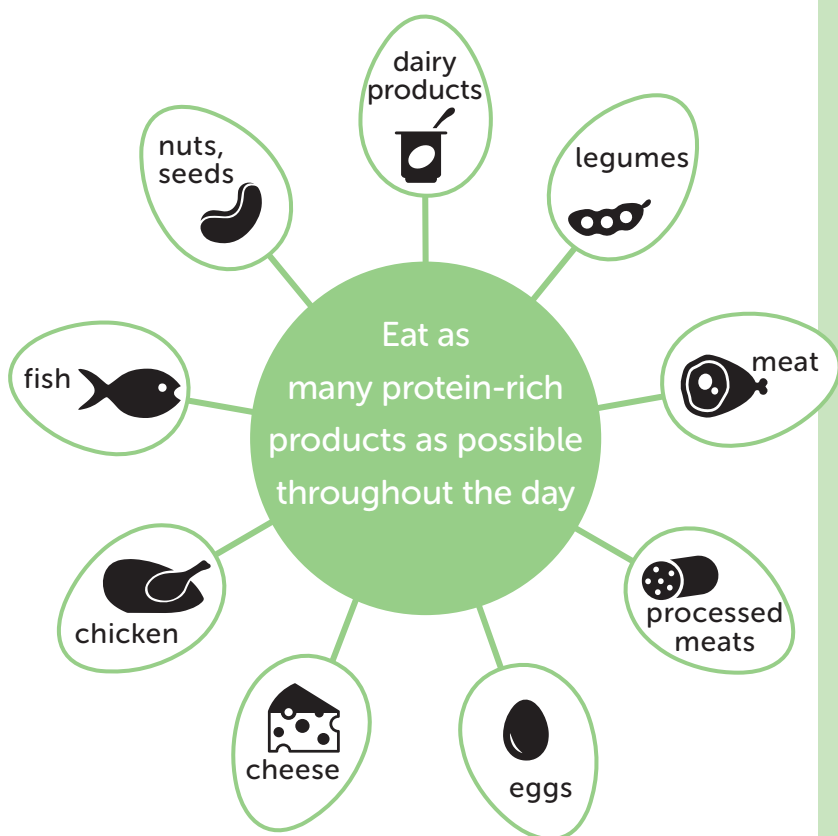 dairy
products
legumes
meat
processed
meats
eggs
cheese
chicken
fish
nuts,
seeds
Eat as
many protein-rich
products as possible
throughout the day